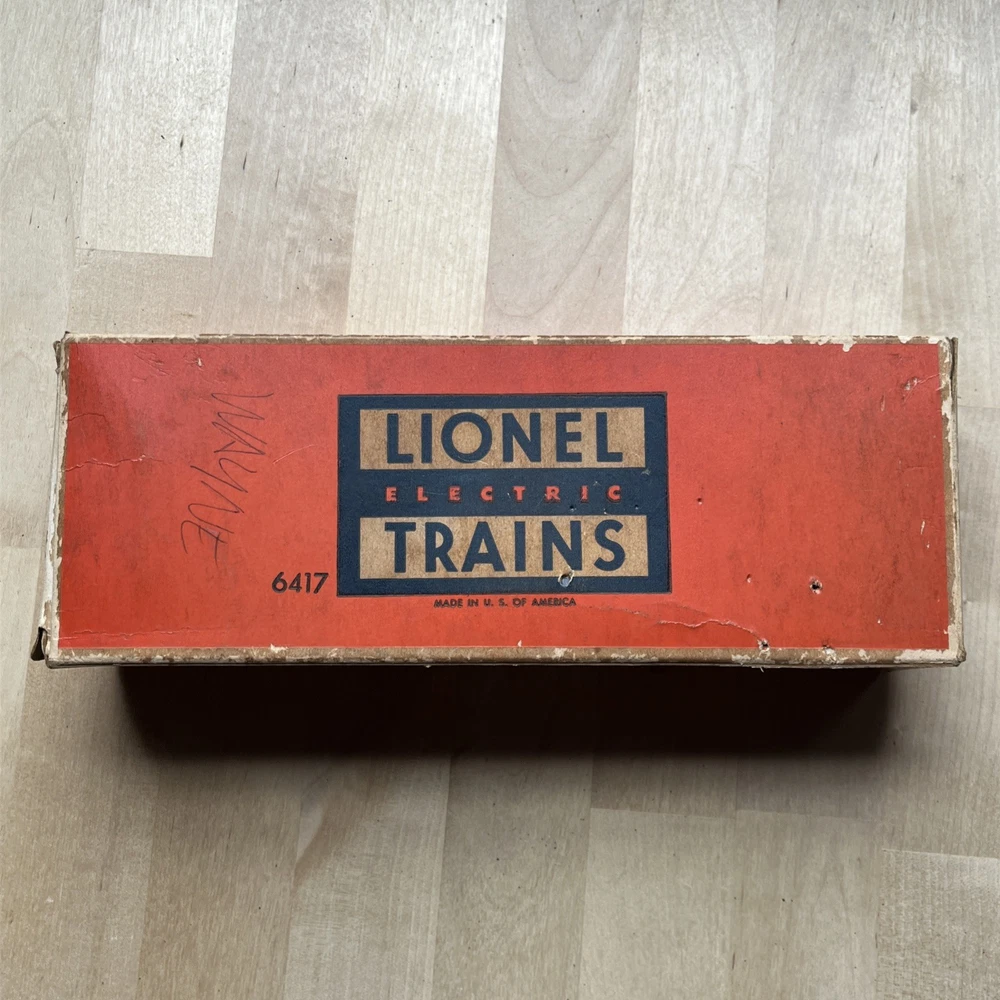 WAYNE
LIONEL
ELECTRIC
TRAINS
6417
MADE IN U. S. OF AMERICA